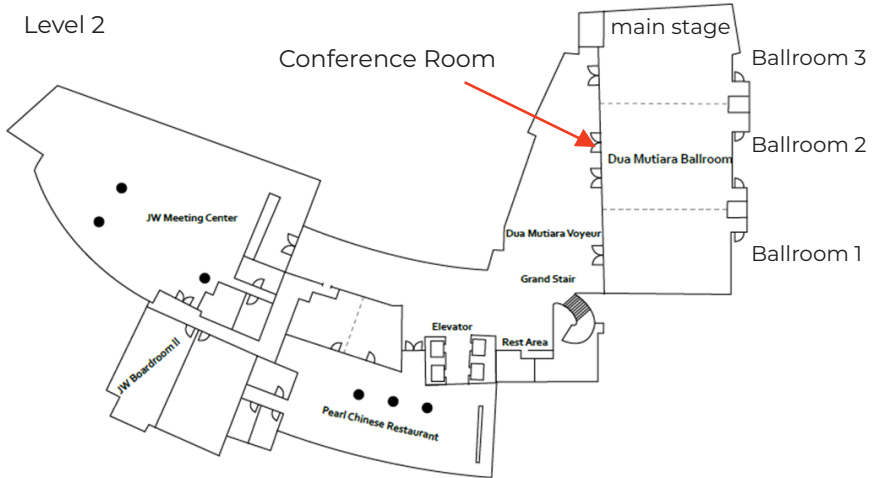 Level 2
main stage
Conference Room
Ballroom 3
Dua Mutiara Ballroom
Ballroom 2
JW Meeting Center
Dua Mutiara Voyeur
Ballroom 1
Grand Stair
Elevator
Rest Area
JW Boardroom II
Pearl Chinese Restaurant